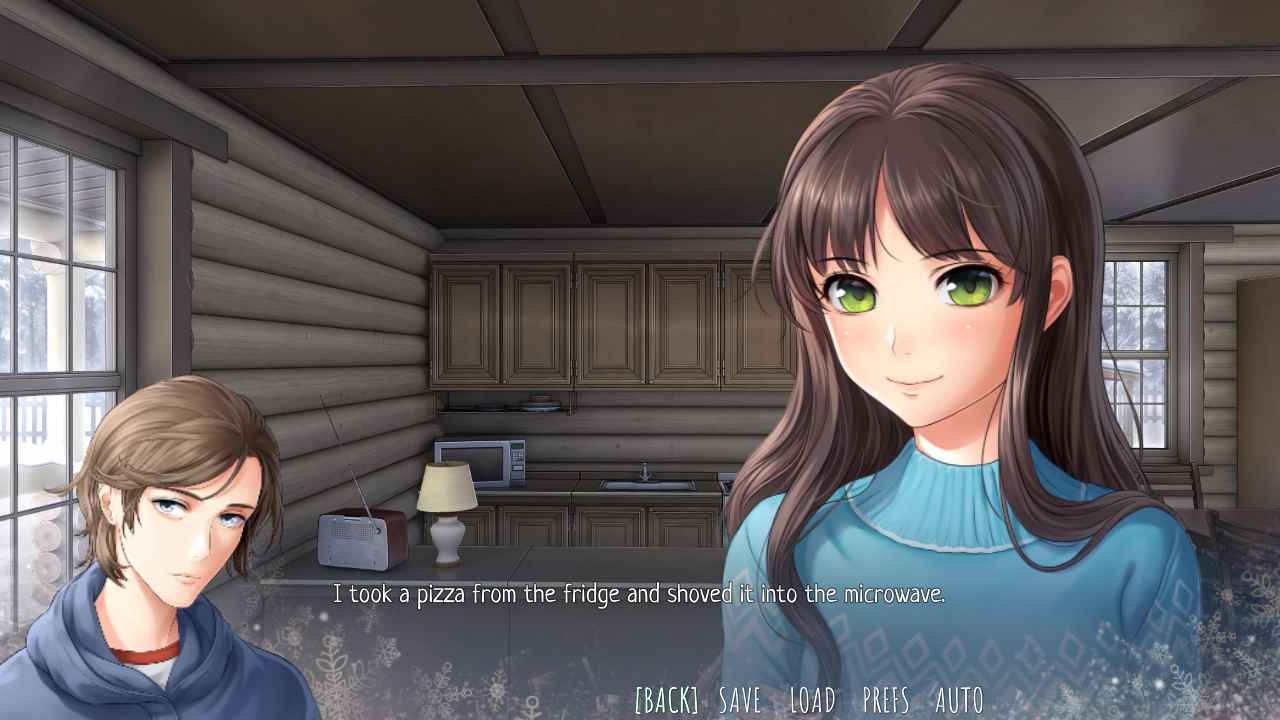 I took a pizza from the fridge and shoved it into the microwave.
[BACK] SAVE LOAD PREFS AUTO